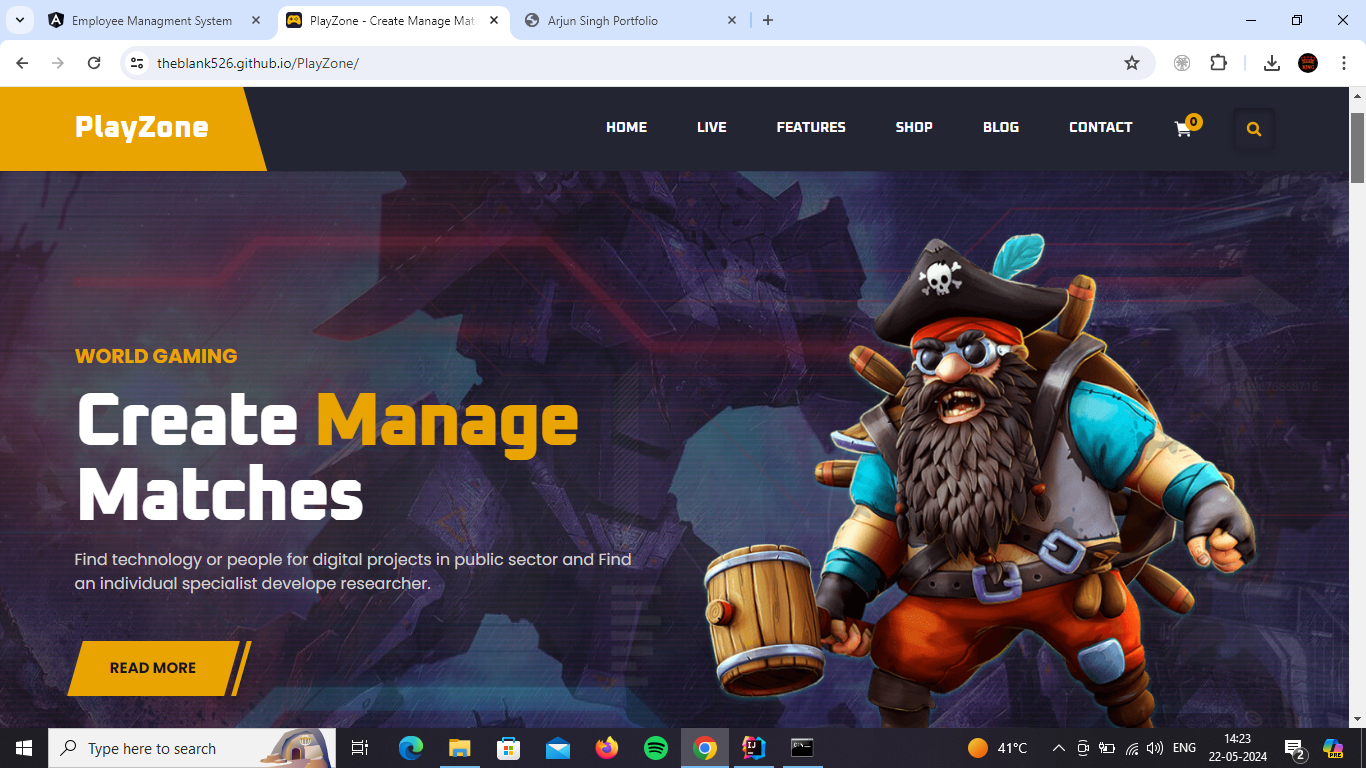 Employee Managment System
PlayZone - Create Manage Mat
Arjun Singh Portfolio
theblank526.github.io/PlayZone/
PlayZone
HOME
LIVE
FEATURES
SHOP
BLOG
CONTACT
0
WORLD GAMING
Create Manage
Matches
Find technology or people for digital projects in public sector and Find
an individual specialist develope researcher.
READ MORE
Type here to search
41°C
ENG
14:23
22-05-2024
2
PRE